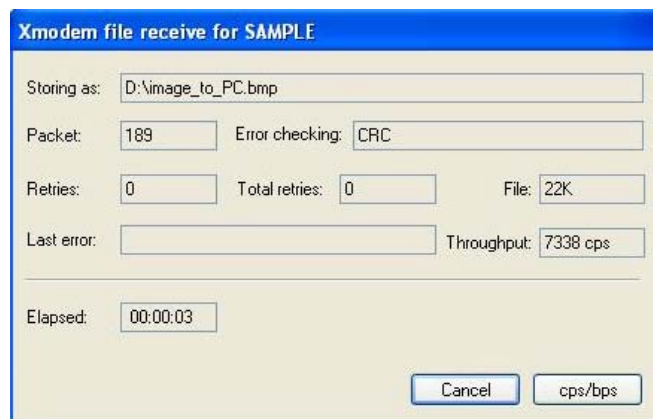 Xmodem file receive for SAMPLE
Storing as: D:\image_to_PC.bmp
Packet: 189 Error checking: CRC
Retries: 0 Total retries: 0 File: 22K
Last error: Throughput: 7338 cps
Elapsed: 00:00:03
Cancel cps/bps